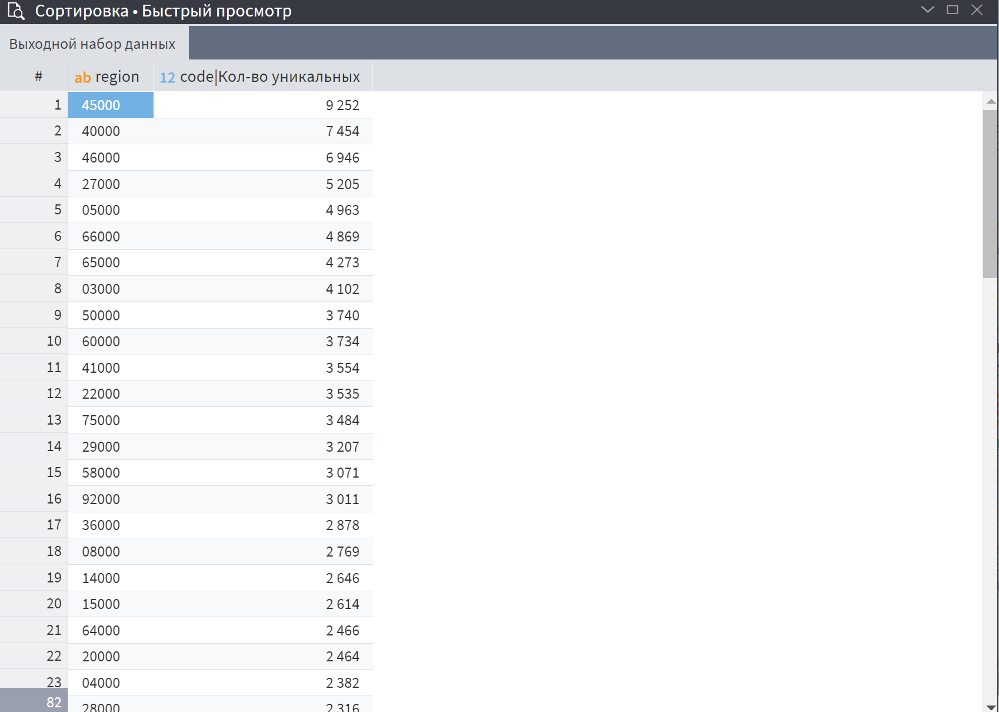 Сортировка • Быстрый просмотр
Выходной набор данных
# ab region 12 code|Кол-во уникальных
1 45000 9 252
2 40000 7 454
3 46000 6 946
4 27000 5 205
5 05000 4 963
6 66000 4 869
7 65000 4 273
8 03000 4 102
9 50000 3 740
10 60000 3 734
11 41000 3 554
12 22000 3 535
13 75000 3 484
14 29000 3 207
15 58000 3 071
16 92000 3 011
17 36000 2 878
18 08000 2 769
19 14000 2 646
20 15000 2 614
21 64000 2 466
22 20000 2 464
23 04000 2 382
82 28000 2 316